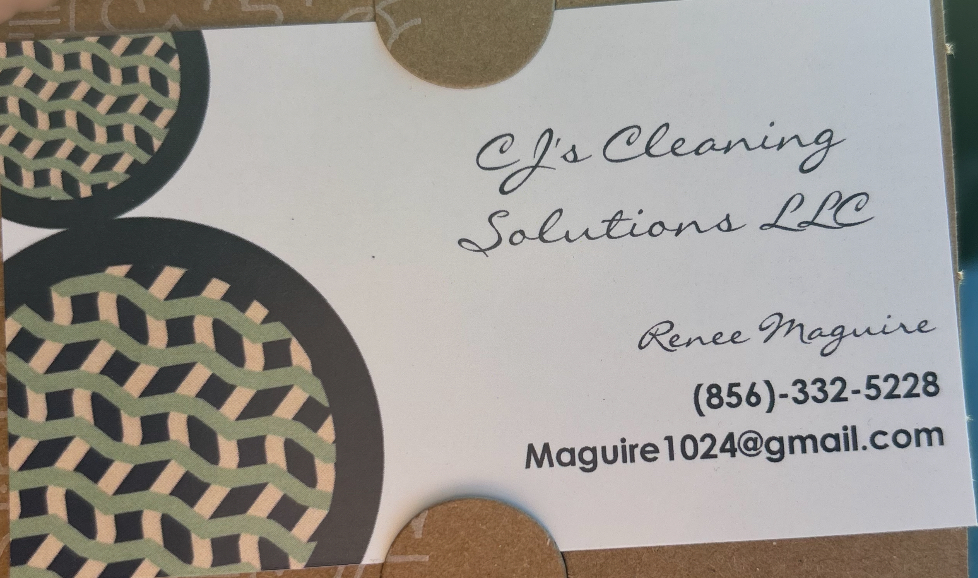 CJ's Cleaning
Solutions LLC
Renee Maguire
(856)-332-5228
Maguire1024@gmail.com